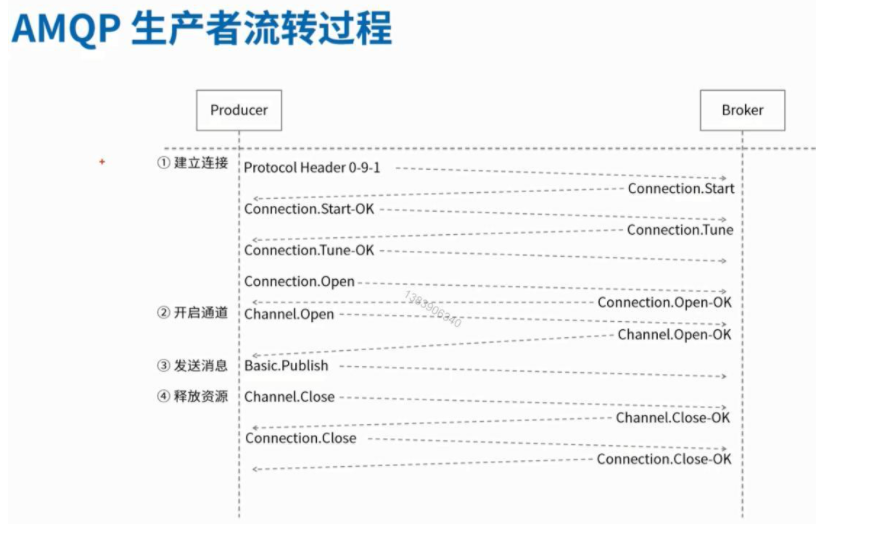 AMQP 生产者流转过程
Producer
Broker
① 建立连接
Protocol Header 0-9-1
Connection.Start
Connection.Start-OK
Connection.Tune
Connection.Tune-OK
Connection.Open
Connection.Open-OK
② 开启通道
Channel.Open
Channel.Open-OK
③ 发送消息
Basic.Publish
④ 释放资源
Channel.Close
Channel.Close-OK
Connection.Close
Connection.Close-OK